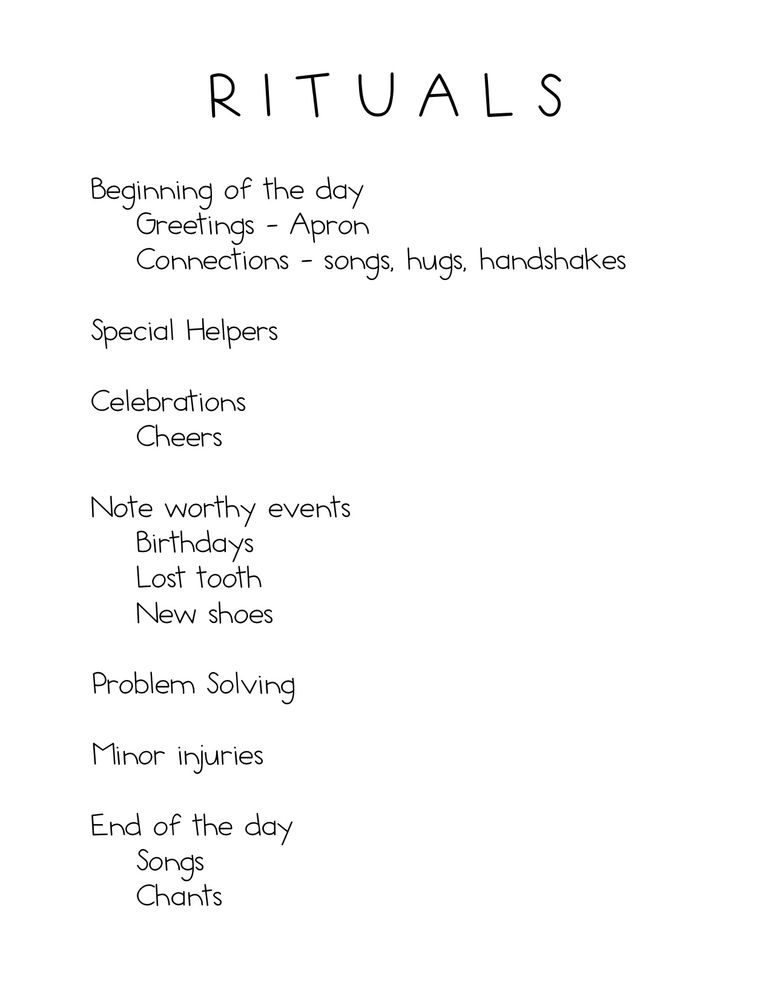 RITUALS
Beginning of the day
Greetings - Apron
Connections - songs, hugs, handshakes
Special Helpers
Celebrations
Cheers
Note worthy events
Birthdays
Lost tooth
New shoes
Problem Solving
Minor injuries
End of the day
Songs
Chants